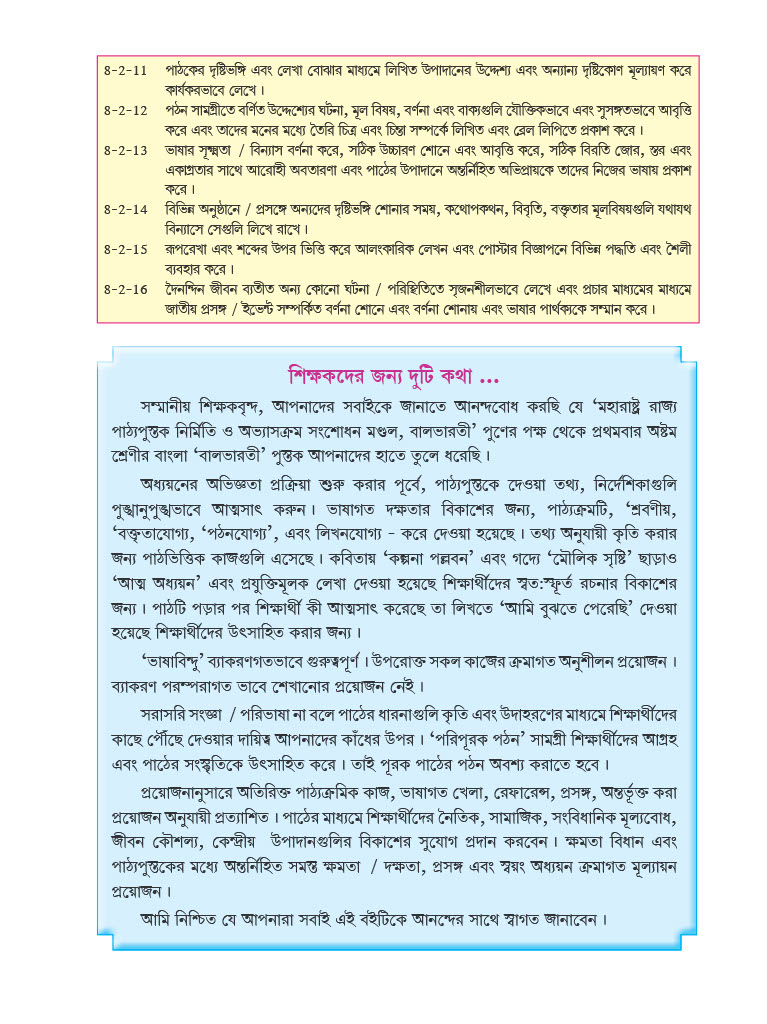 8-2-11 পাঠকের দৃষ্টিভঙ্গি এবং লেখা বোঝার মাধ্যমে লিখিত উপাদানের উদ্দেশ্য এবং অন্যান্য দৃষ্টিকোণ মূল্যায়ণ করে
কার্যকরভাবে লেখে।
8-2-12 পঠন সামগ্রীতে বর্ণিত উদ্দেশ্যের ঘটনা, মূল বিষয়, বর্ণনা এবং বাক্যগুলি যৌক্তিকভাবে এবং সুসঙ্গতভাবে আবৃত্তি
করে এবং তাদের মনের মধ্যে তৈরি চিত্র এবং চিন্তা সম্পর্কে লিখিত এবং ব্রেল লিপিতে প্রকাশ করে।
8-2-13 ভাষার সূক্ষ্মতা / বিন্যাস বর্ণনা করে, সঠিক উচ্চারণ শোনে এবং আবৃত্তি করে, সঠিক বিরতি জোর, স্তর এবং
একাগ্রতার সাথে আরোহী অবতারণা এবং পাঠের উপাদানে অন্তর্নিহিত অভিপ্রায়কে তাদের নিজের ভাষায় প্রকাশ
করে।
8-2-14 বিভিন্ন অনুষ্ঠানে / প্রসঙ্গে অন্যদের দৃষ্টিভঙ্গি শোনার সময়, কথোপকথন, বিবৃতি, বক্তৃতার মূলবিষয়গুলি যথাযথ
বিন্যাসে সেগুলি লিখে রাখে।
8-2-15 রূপরেখা এবং শব্দের উপর ভিত্তি করে আলংকারিক লেখন এবং পোস্টার বিজ্ঞাপনে বিভিন্ন পদ্ধতি এবং শৈলী
ব্যবহার করে।
8-2-16 দৈনন্দিন জীবন ব্যতীত অন্য কোনো ঘটনা / পরিস্থিতিতে সৃজনশীলভাবে লেখে এবং প্রচার মাধ্যমের মাধ্যমে
জাতীয় প্রসঙ্গ / ইভেন্ট সম্পর্কিত বর্ণনা শোনে এবং বর্ণনা শোনায় এবং ভাষার পার্থক্যকে সম্মান করে।
শিক্ষকদের জন্য দুটি কথা ...
সম্মানীয় শিক্ষকবৃন্দ, আপনাদের সবাইকে জানাতে আনন্দবোধ করছি যে ‘মহারাষ্ট্র রাজ্য
পাঠ্যপুস্তক নির্মিতি ও অভ্যাসক্রম সংশোধন মণ্ডল, বালভারতী’ পুণের পক্ষ থেকে প্রথমবার অষ্টম
শ্রেণীর বাংলা ‘বালভারতী’ পুস্তক আপনাদের হাতে তুলে ধরেছি।
অধ্যয়নের অভিজ্ঞতা প্রক্রিয়া শুরু করার পূর্বে, পাঠ্যপুস্তকে দেওয়া তথ্য, নির্দেশিকাগুলি
পুঙ্খানুপুঙ্খভাবে আত্মসাৎ করুন। ভাষাগত দক্ষতার বিকাশের জন্য, পাঠ্যক্রমটি, ‘শ্রবণীয়,
‘বক্তৃতাযোগ্য, ‘পঠনযোগ্য’, এবং লিখনযোগ্য - করে দেওয়া হয়েছে। তথ্য অনুযায়ী কৃতি করার
জন্য পাঠভিত্তিক কাজগুলি এসেছে। কবিতায় ‘কল্পনা পল্লবন’ এবং গদ্যে ‘মৌলিক সৃষ্টি’ ছাড়াও
‘আত্ম অধ্যয়ন’ এবং প্রযুক্তিমূলক লেখা দেওয়া হয়েছে শিক্ষার্থীদের স্বত:স্ফূর্ত রচনার বিকাশের
জন্য। পাঠটি পড়ার পর শিক্ষার্থী কী আত্মসাৎ করেছে তা লিখতে ‘আমি বুঝতে পেরেছি’ দেওয়া
হয়েছে শিক্ষার্থীদের উৎসাহিত করার জন্য।
‘ভাষাবিন্দু’ ব্যাকরণগতভাবে গুরুত্বপূর্ণ। উপরোক্ত সকল কাজের ক্রমাগত অনুশীলন প্রয়োজন।
ব্যাকরণ পরম্পরাগত ভাবে শেখানোর প্রয়োজন নেই।
সরাসরি সংজ্ঞা / পরিভাষা না বলে পাঠের ধারনাগুলি কৃতি এবং উদাহরণের মাধ্যমে শিক্ষার্থীদের
কাছে পৌঁছে দেওয়ার দায়িত্ব আপনাদের কাঁধের উপর। ‘পরিপূরক পঠন’ সামগ্রী শিক্ষার্থীদের আগ্রহ
এবং পাঠের সংস্কৃতিকে উৎসাহিত করে। তাই পূরক পাঠের পঠন অবশ্য করাতে হবে।
প্রয়োজনানুসারে অতিরিক্ত পাঠ্যক্রমিক কাজ, ভাষাগত খেলা, রেফারেন্স, প্রসঙ্গ, অন্তর্ভূক্ত করা
প্রয়োজন অনুযায়ী প্রত্যাশিত। পাঠের মাধ্যমে শিক্ষার্থীদের নৈতিক, সামাজিক, সংবিধানিক মূল্যবোধ,
জীবন কৌশল্য, কেন্দ্রীয় উপাদানগুলির বিকাশের সুযোগ প্রদান করবেন। ক্ষমতা বিধান এবং
পাঠ্যপুস্তকের মধ্যে অন্তর্নিহিত সমস্ত ক্ষমতা / দক্ষতা, প্রসঙ্গ এবং স্বয়ং অধ্যয়ন ক্রমাগত মূল্যায়ন
প্রয়োজন।
আমি নিশ্চিত যে আপনারা সবাই এই বইটিকে আনন্দের সাথে স্বাগত জানাবেন।